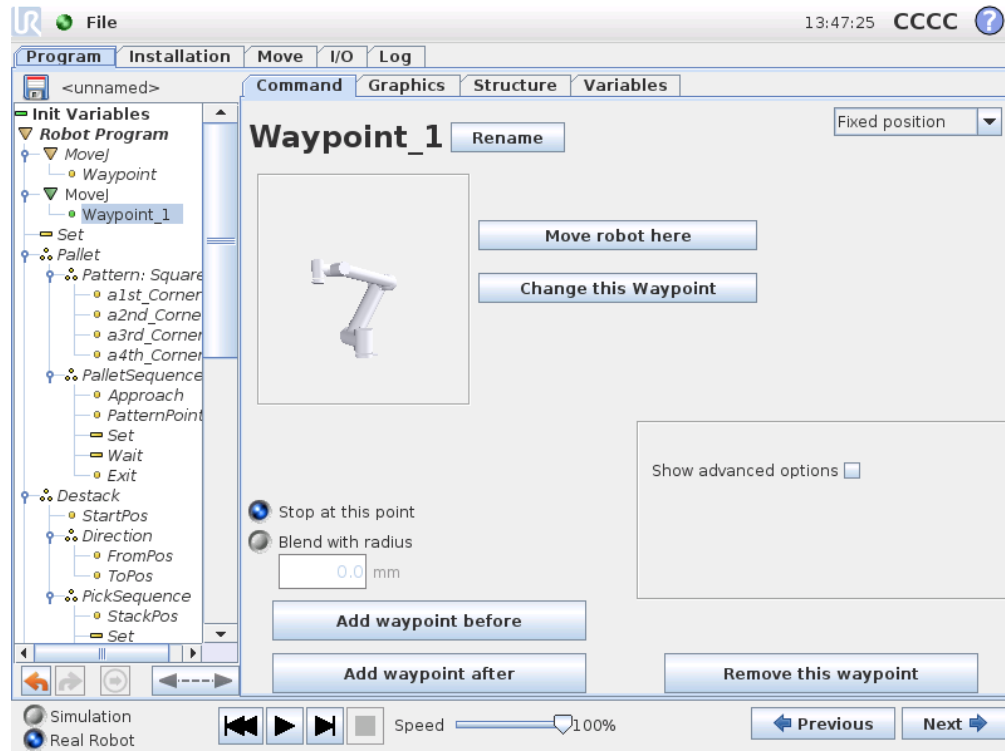 UR File 13:47:25 CCCC ?
Program Installation Move I/O Log
<unnamed>
Command Graphics Structure Variables
Init Variables
Robot Program
MoveJ
Waypoint
MoveJ
Waypoint_1
Set
Pallet
Pattern: Square
a1st_Corner
a2nd_Corne
a3rd_Corner
a4th_Corner
PalletSequence
Approach
PatternPoint
Set
Wait
Exit
Destack
StartPos
Direction
FromPos
ToPos
PickSequence
StackPos
Set
Waypoint_1 Rename
Fixed position
Move robot here
Change this Waypoint
Show advanced options
Stop at this point
Blend with radius
0.0 mm
Add waypoint before
Add waypoint after
Remove this waypoint
Simulation
Real Robot
Speed 100%
Previous Next